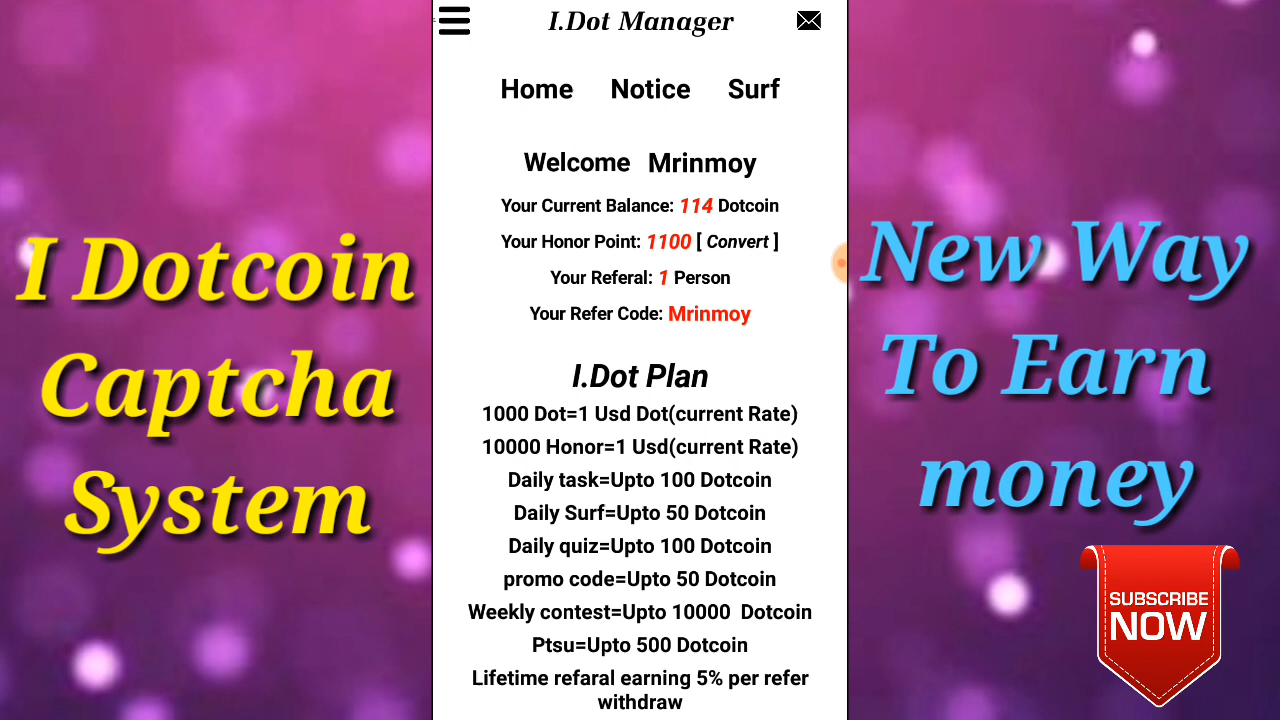 I Dotcoin
Captcha
System
I.Dot Manager
Home Notice Surf
Welcome Mrinmoy
Your Current Balance: 114 Dotcoin
Your Honor Point: 1100 [ Convert ]
Your Referal: 1 Person
Your Refer Code: Mrinmoy
I.Dot Plan
1000 Dot=1 Usd Dot(current Rate)
10000 Honor=1 Usd(current Rate)
Daily task=Upto 100 Dotcoin
Daily Surf=Upto 50 Dotcoin
Daily quiz=Upto 100 Dotcoin
promo code=Upto 50 Dotcoin
Weekly contest=Upto 10000 Dotcoin
Ptsu=Upto 500 Dotcoin
Lifetime refaral earning 5% per refer
withdraw
New Way
To Earn
money
SUBSCRIBE
NOW